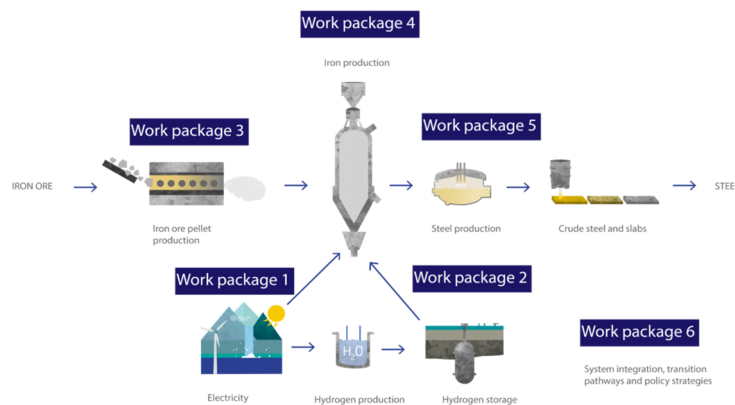 Work package 4
Iron production
Work package 3
Work package 5
IRON ORE
STEE
Iron ore pellet
production
Steel production
Crude steel and slabs
Work package 1
Work package 2
H2O
Work package 6
System integration, transition
pathways and policy strategies
Electricity
Hydrogen production
Hydrogen storage